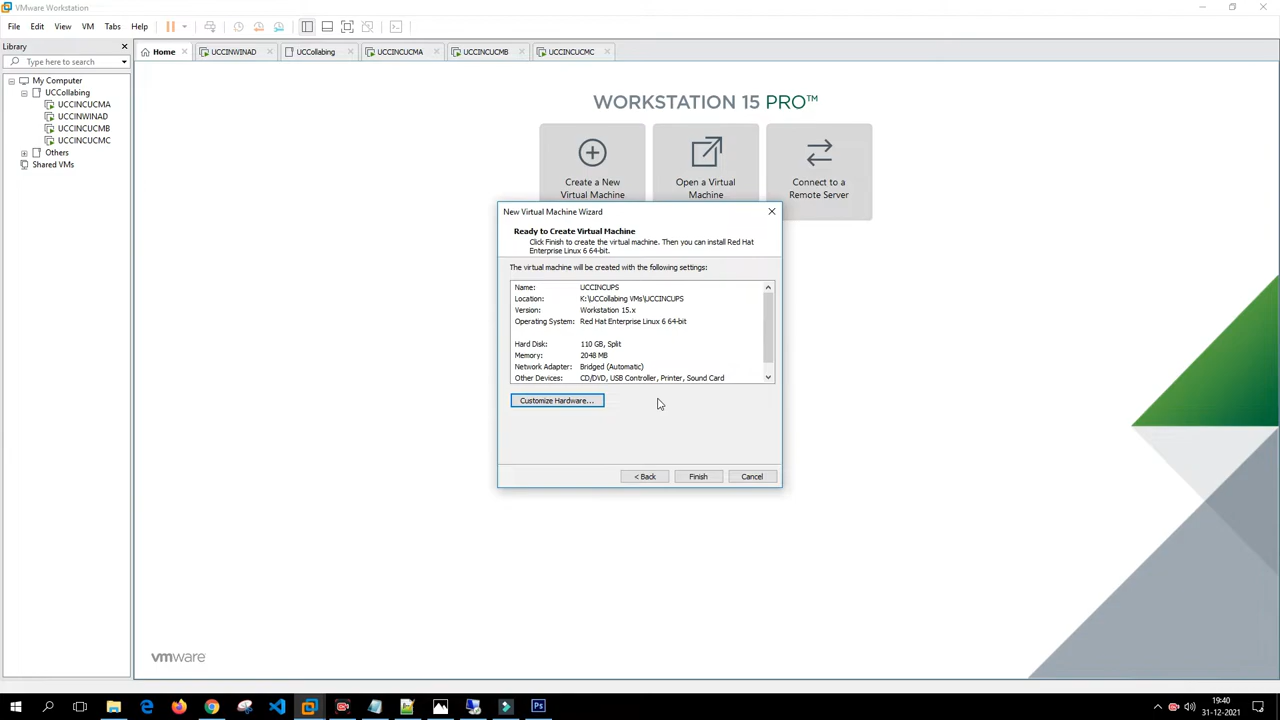 VMware Workstation
File Edit View VM Tabs Help
Library
Type here to search
My Computer
UCCollabing
UCCINCUCMA
UCCINWINAD
UCCINCUCMB
UCCINCUCMC
Others
Shared VMs
Home UCCINWINAD UCCollabing UCCINCUCMA UCCINCUCMB UCCINCUCMC
WORKSTATION 15 PRO™
Create a New
Virtual Machine
Open a Virtual
Machine
Connect to a
Remote Server
New Virtual Machine Wizard
Ready to Create Virtual Machine
Click Finish to create the virtual machine. Then you can install Red Hat
Enterprise Linux 6 64-bit.
The virtual machine will be created with the following settings:
Name: UCCINCUPS
Location: K:\UCCollabing VMs\UCCINCUPS
Version: Workstation 15.x
Operating System: Red Hat Enterprise Linux 6 64-bit
Hard Disk: 110 GB, Split
Memory: 2048 MB
Network Adapter: Bridged (Automatic)
Other Devices: CD/DVD, USB Controller, Printer, Sound Card
Customize Hardware...
< Back Finish Cancel
vmware
Ps
19:40
31-12-2021